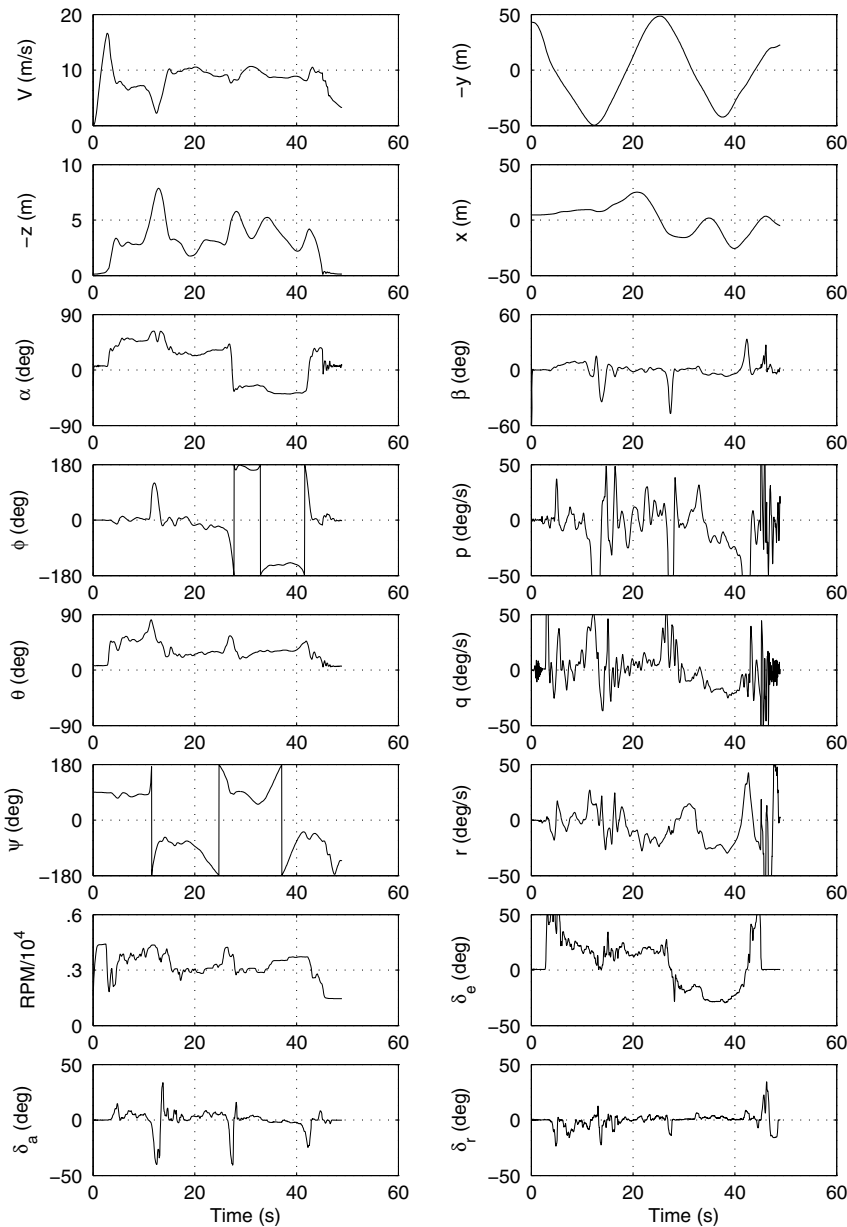 V (m/s)
20
10
0
0 20 40 60
−y (m)
50
0
−50
0 20 40 60
−z (m)
10
5
0
0 20 40 60
x (m)
50
0
−50
0 20 40 60
α (deg)
90
0
−90
0 20 40 60
β (deg)
60
0
−60
0 20 40 60
ϕ (deg)
180
0
−180
0 20 40 60
p (deg/s)
50
0
−50
0 20 40 60
θ (deg)
90
0
−90
0 20 40 60
q (deg/s)
50
0
−50
0 20 40 60
ψ (deg)
180
0
−180
0 20 40 60
r (deg/s)
50
0
−50
0 20 40 60
RPM/10⁴
.6
.3
0
0 20 40 60
δₑ (deg)
50
0
−50
0 20 40 60
δₐ (deg)
50
0
−50
0 20 40 60
Time (s)
δᵣ (deg)
50
0
−50
0 20 40 60
Time (s)